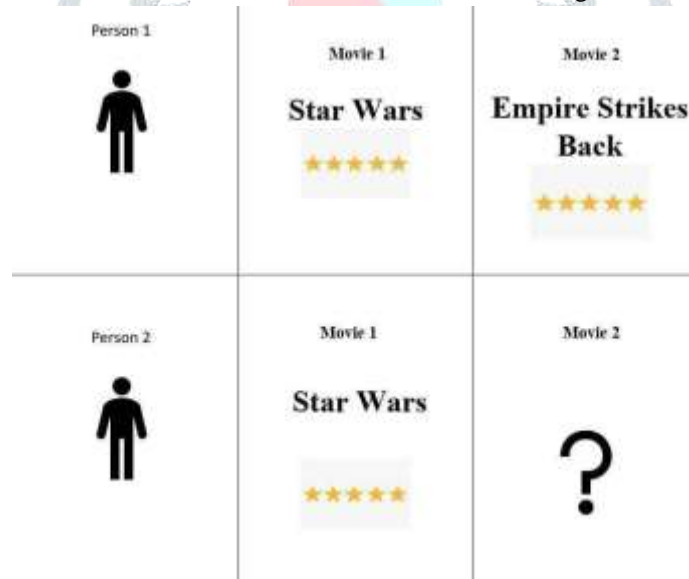 Person 1
Movie 1
Movie 2
Star Wars
Empire Strikes
Back
Person 2
Movie 1
Movie 2
Star Wars
?